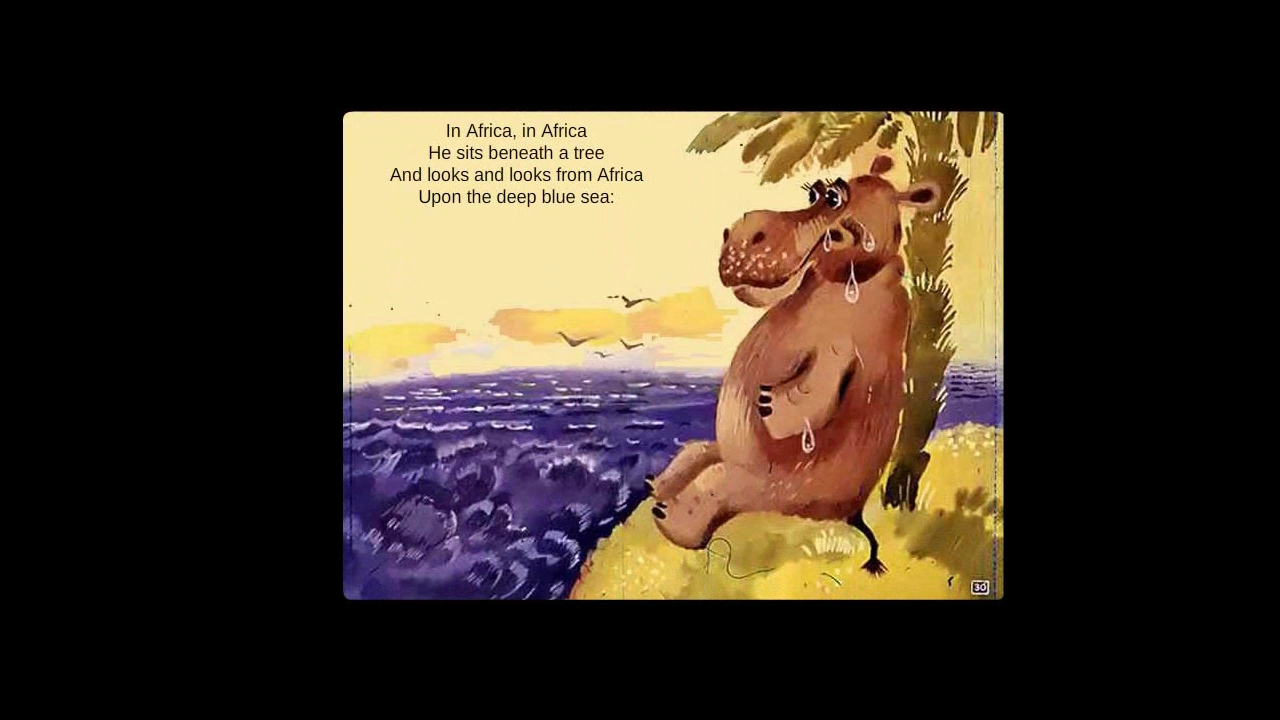 In Africa, in Africa
He sits beneath a tree
And looks and looks from Africa
Upon the deep blue sea:
30